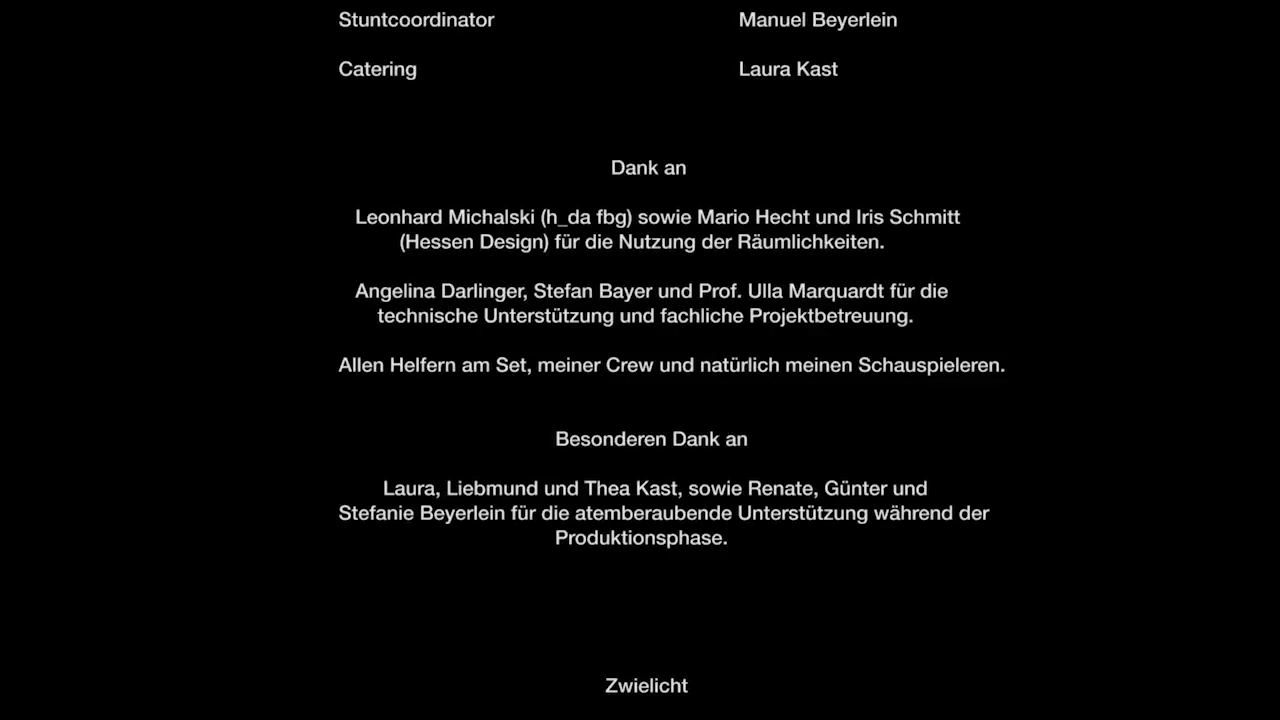 Stuntcoordinator Manuel Beyerlein
Catering Laura Kast
Dank an
Leonhard Michalski (h_da fbg) sowie Mario Hecht und Iris Schmitt
(Hessen Design) für die Nutzung der Räumlichkeiten.
Angelina Darlinger, Stefan Bayer und Prof. Ulla Marquardt für die
technische Unterstützung und fachliche Projektbetreuung.
Allen Helfern am Set, meiner Crew und natürlich meinen Schauspieleren.
Besonderen Dank an
Laura, Liebmund und Thea Kast, sowie Renate, Günter und
Stefanie Beyerlein für die atemberaubende Unterstützung während der
Produktionsphase.
Zwielicht